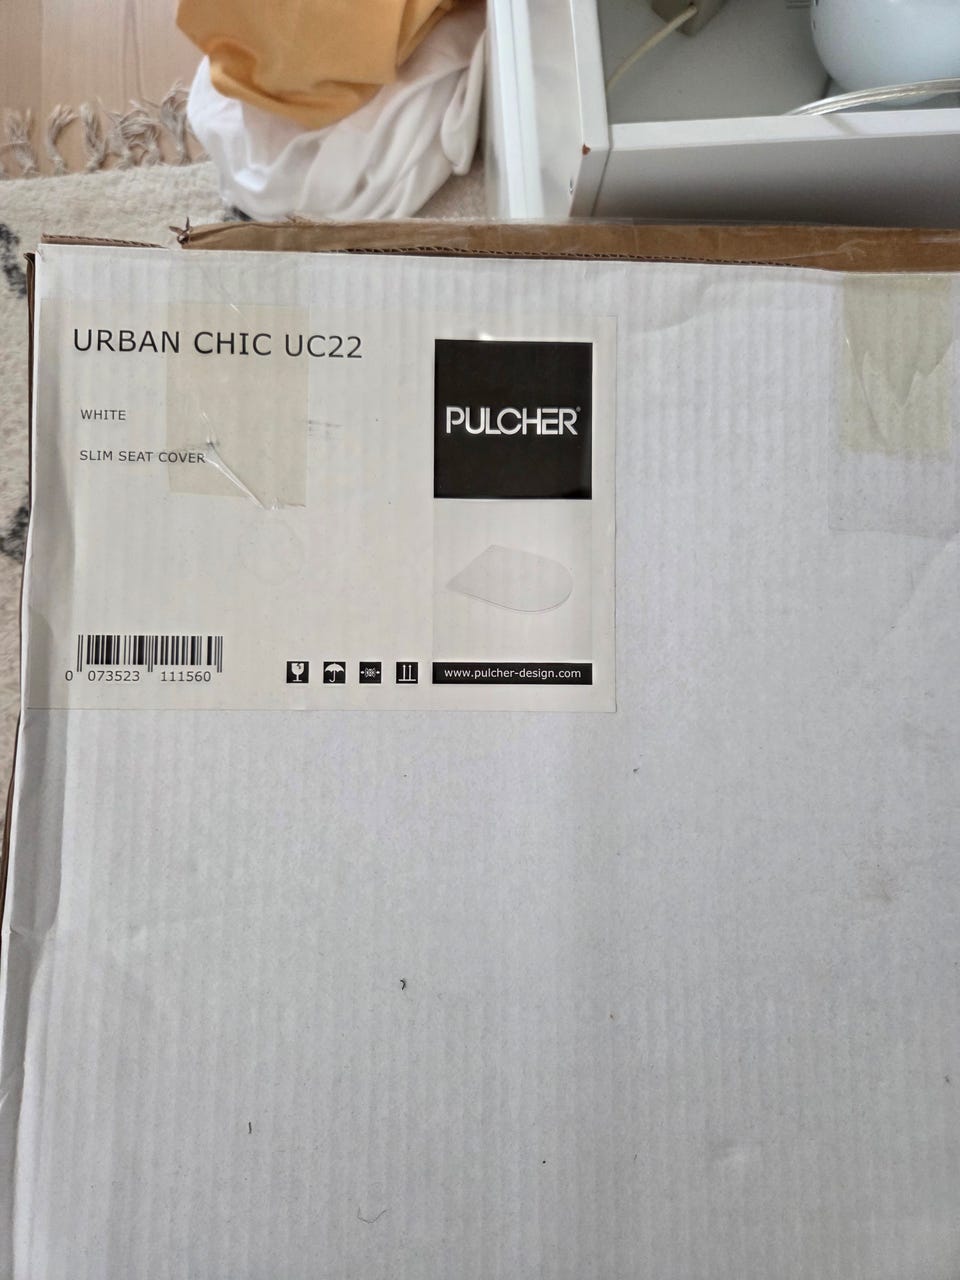 URBAN CHIC UC22
WHITE
SLIM SEAT COVER
PULCHER®
0 073523 111560
www.pulcher-design.com